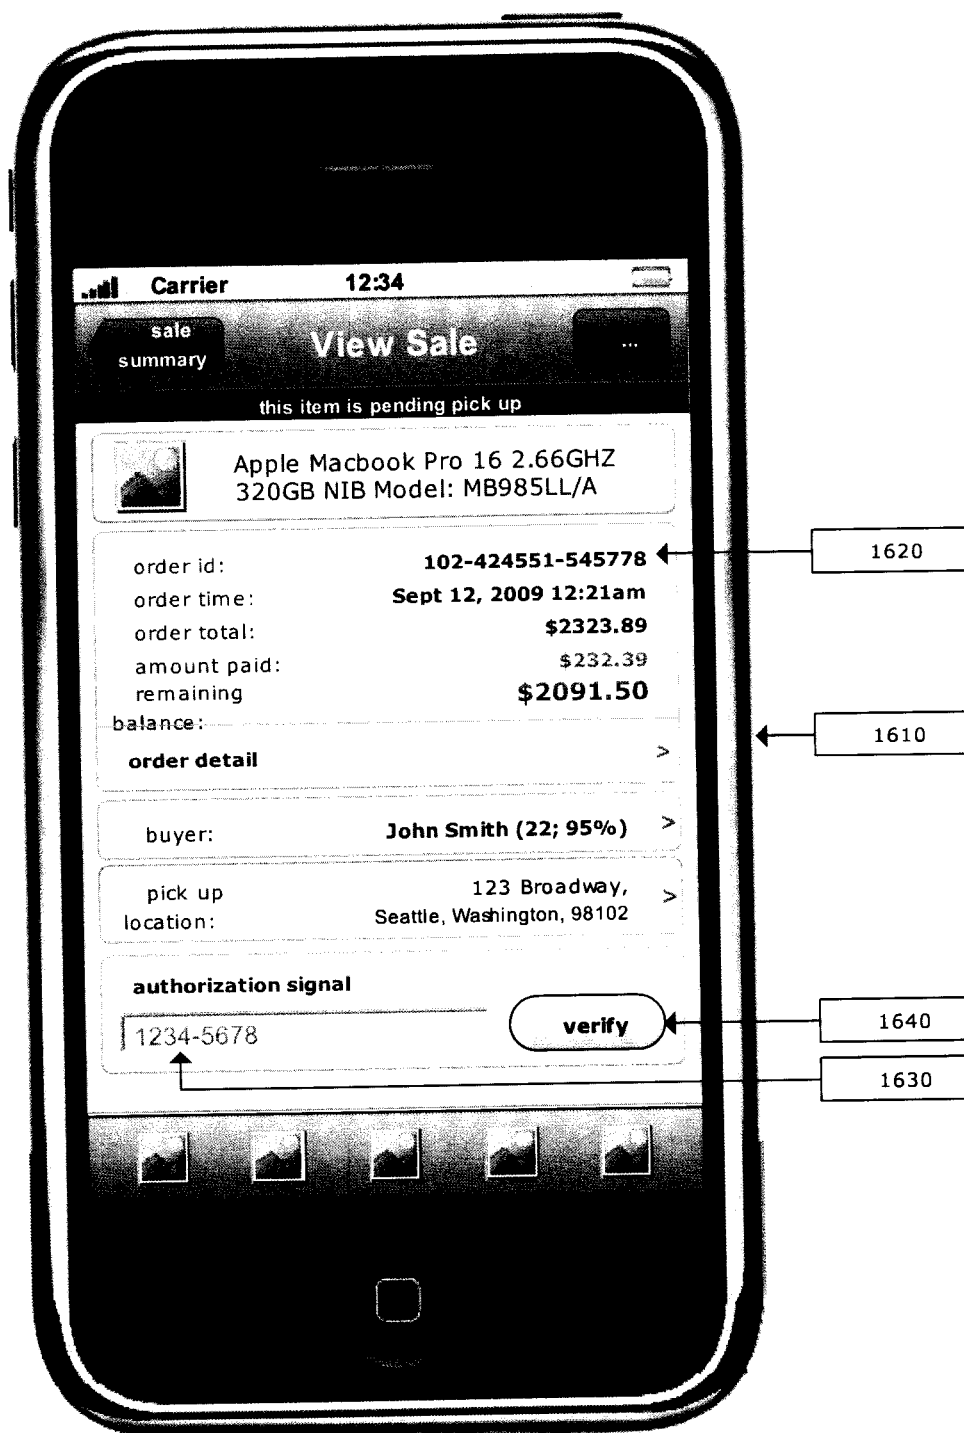 Carrier 12:34
sale
summary
View Sale
...
this item is pending pick up
Apple Macbook Pro 16 2.66GHZ
320GB NIB Model: MB985LL/A
order id: 102-424551-545778
1620
order time: Sept 12, 2009 12:21am
order total: $2323.89
amount paid: $232.39
remaining $2091.50
balance:
1610
order detail >
buyer: John Smith (22; 95%) >
pick up 123 Broadway, >
location: Seattle, Washington, 98102
authorization signal
1234-5678 verify
1640
1630